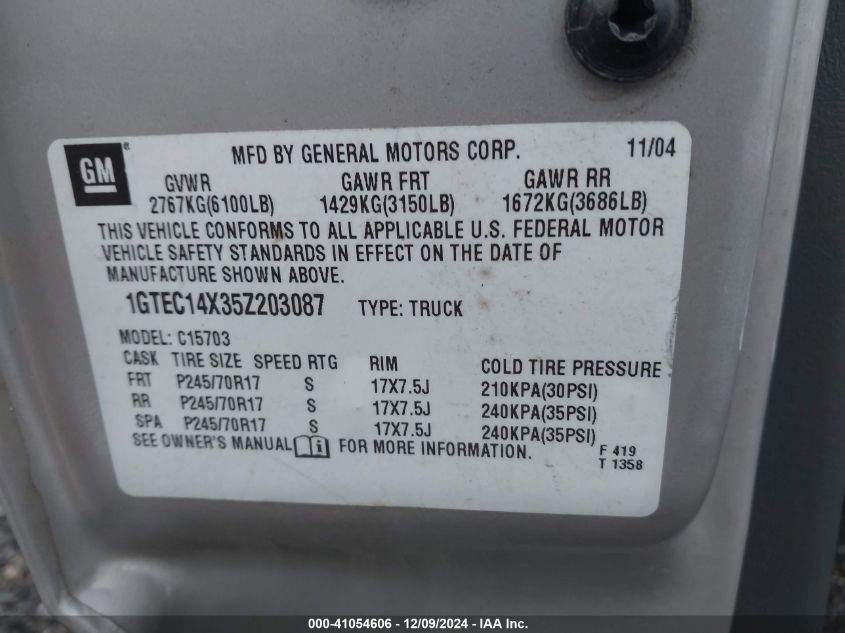 GM® MFD BY GENERAL MOTORS CORP. 11/04
GVWR GAWR FRT GAWR RR
2767KG(6100LB) 1429KG(3150LB) 1672KG(3686LB)
THIS VEHICLE CONFORMS TO ALL APPLICABLE U.S. FEDERAL MOTOR
VEHICLE SAFETY STANDARDS IN EFFECT ON THE DATE OF
MANUFACTURE SHOWN ABOVE.
1GTEC14X35Z203087 TYPE: TRUCK
MODEL: C15703
CASK TIRE SIZE SPEED RTG RIM COLD TIRE PRESSURE
FRT P245/70R17 S 17X7.5J 210KPA(30PSI)
RR P245/70R17 S 17X7.5J 240KPA(35PSI)
SPA P245/70R17 S 17X7.5J 240KPA(35PSI)
SEE OWNER'S MANUAL FOR MORE INFORMATION.
F 419
T 1358
000-41054606 - 12/09/2024 - IAA Inc.